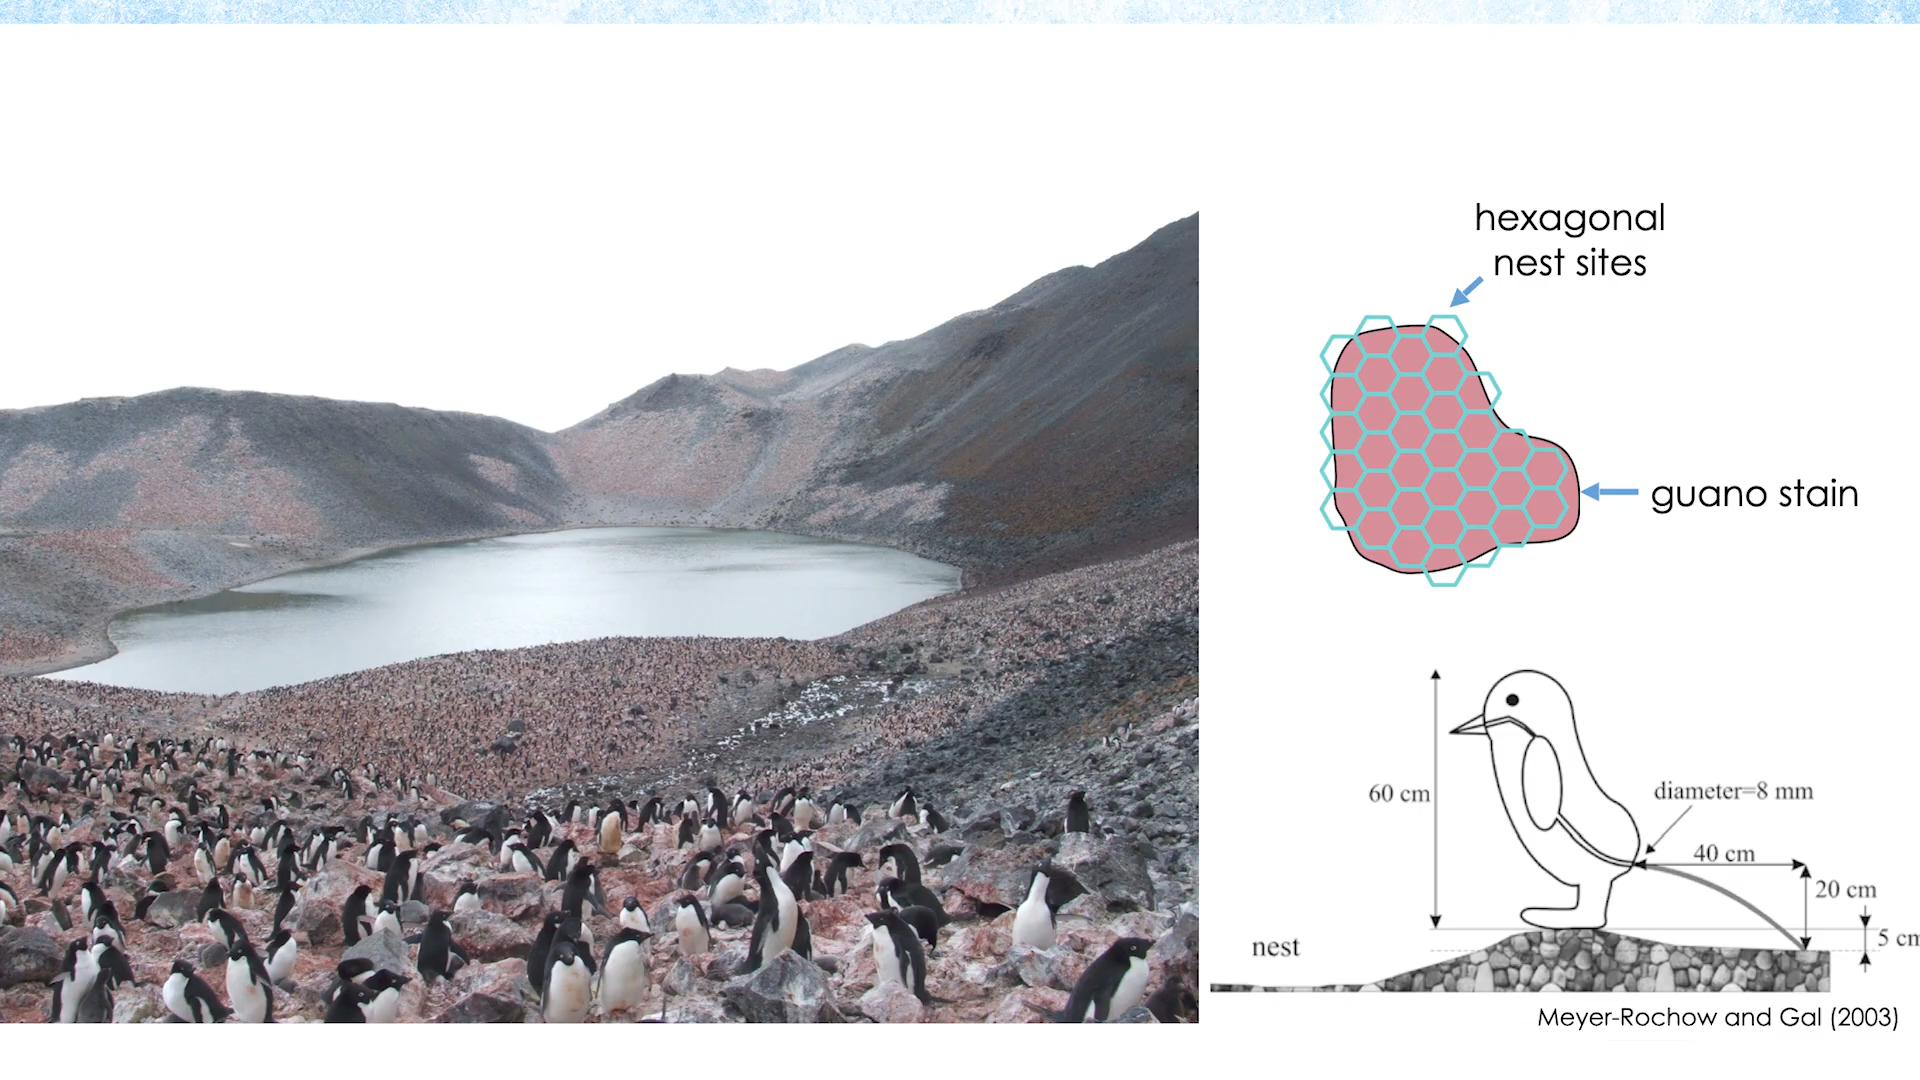 hexagonal
nest sites
guano stain
60 cm
diameter=8 mm
40 cm
20 cm
5 cm
nest
Meyer-Rochow and Gal (2003)